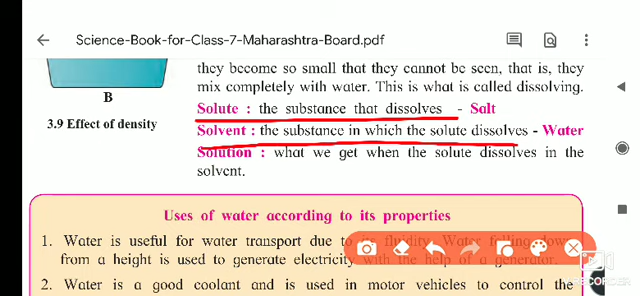 Science-Book-for-Class-7-Maharashtra-Board.pdf
they become so small that they cannot be seen, that is, they
mix completely with water. This is what is called dissolving.
B
Solute : the substance that dissolves - Salt
3.9 Effect of density
Solvent : the substance in which the solute dissolves - Water
Solution : what we get when the solute dissolves in the
solvent.
Uses of water according to its properties
1. Water is useful for water transport due to its fluidity. Water falling down
from a height is used to generate electricity with the help of a generator.
2. Water is a good coolant and is used in motor vehicles to control the
RECORDER